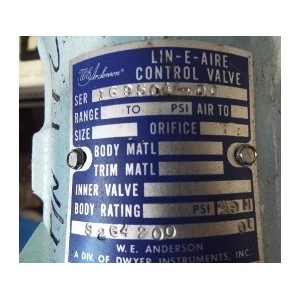 W.E. Anderson
LIN-E-AIRE
CONTROL VALVE
SER
RANGE TO PSI AIR TO
SIZE ORIFICE
BODY MATL
TRIM MATL
INNER VALVE
BODY RATING PSI
S264200
W. E. ANDERSON
A DIV. OF DWYER INSTRUMENTS, INC.